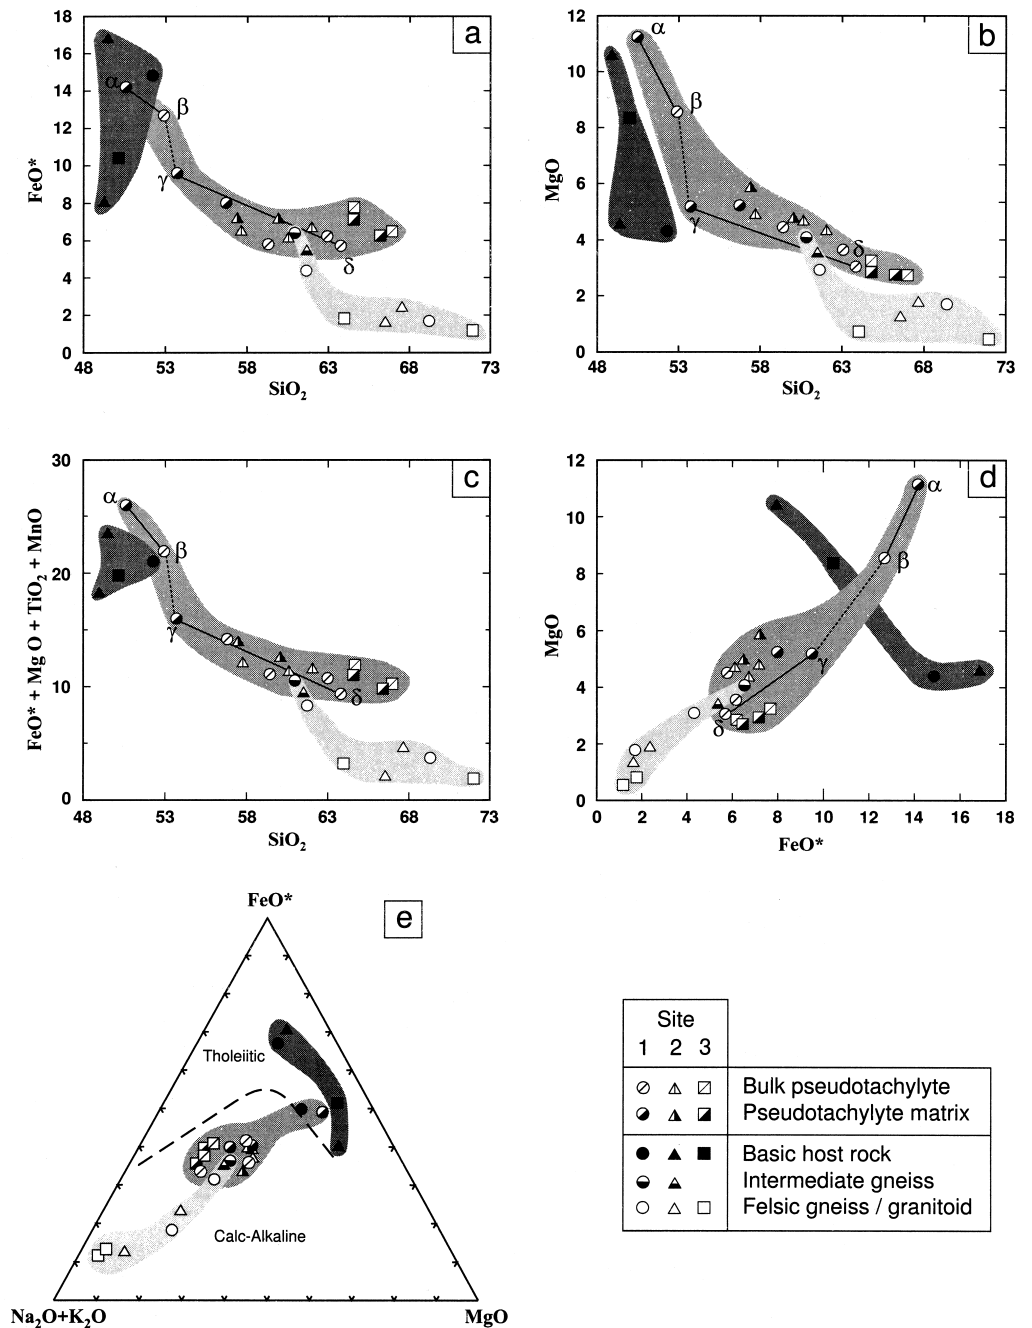 a
18
16
14
12
10
8
6
4
2
0
FeO*
α
β
γ
δ
48 53 58 63 68 73
SiO₂
b
12
10
8
6
4
2
0
MgO
α
β
γ
δ
48 53 58 63 68 73
SiO₂
c
30
20
10
0
FeO* + Mg O + TiO₂ + MnO
α
β
γ
δ
48 53 58 63 68 73
SiO₂
d
12
10
8
6
4
2
0
MgO
α
β
γ
δ
0 2 4 6 8 10 12 14 16 18
FeO*
e
FeO*
Tholeiitic
Calc-Alkaline
Na₂O+K₂O
MgO
Site
1 2 3
Bulk pseudotachylyte
Pseudotachylyte matrix
Basic host rock
Intermediate gneiss
Felsic gneiss / granitoid